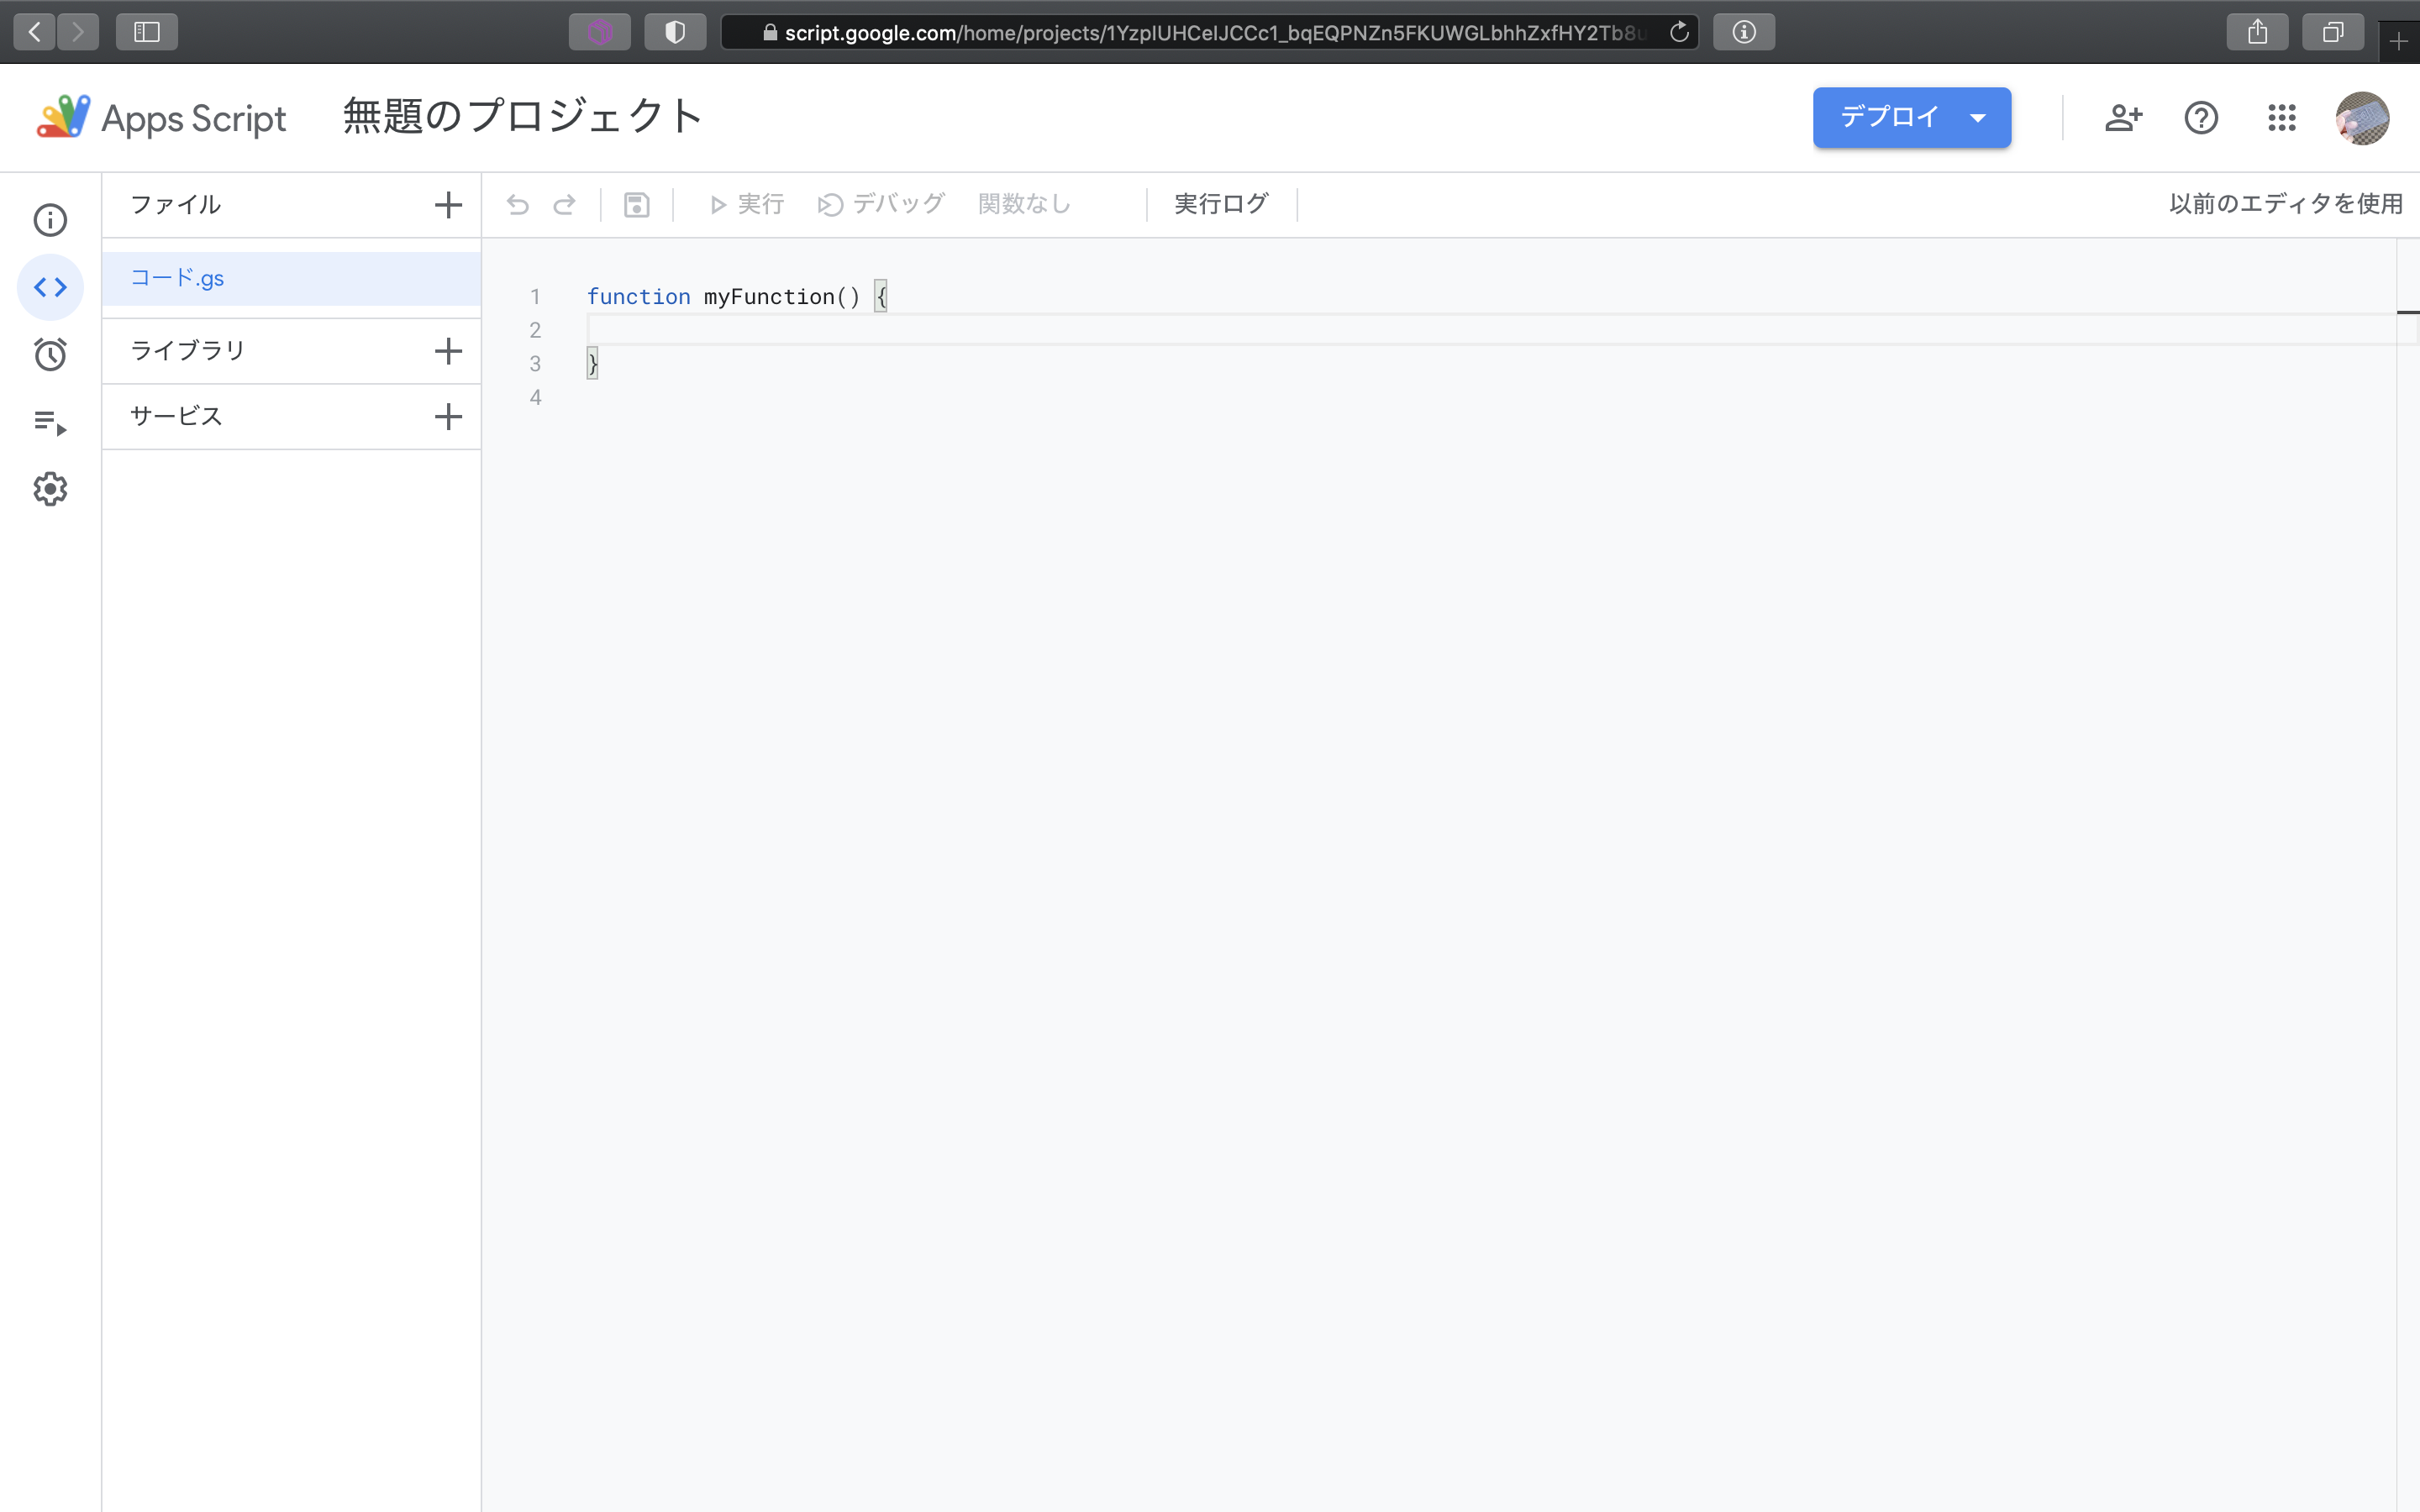 script.google.com/home/projects/1YzpIUHCelJCCc1_bqEQPNZn5FKUWGLbhhZxfHY2Tb8u
Apps Script
無題のプロジェクト
デプロイ
ファイル
実行
デバッグ
関数なし
実行ログ
以前のエディタを使用
コード.gs
ライブラリ
サービス
1 function myFunction() {
2
3 }
4